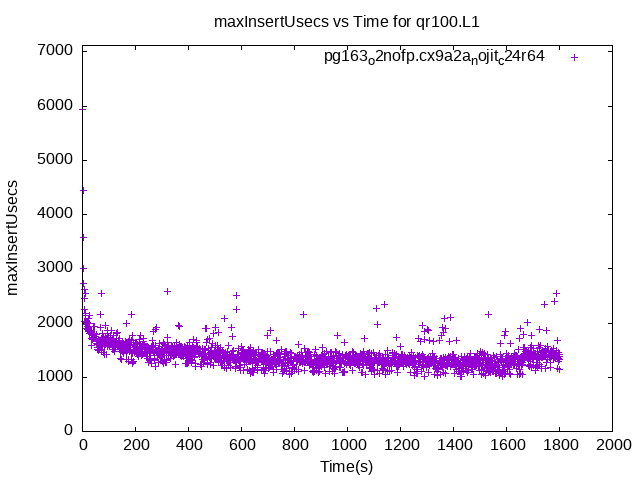 maxInsertUsecs vs Time for qr100.L1
pg163o2nofp.cx9a2anojitc24r64
7000
6000
5000
4000
3000
2000
1000
0
maxInsertUsecs
0 200 400 600 800 1000 1200 1400 1600 1800 2000
Time(s)